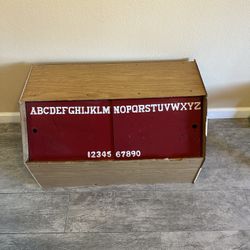 ABCDEFGHIJKLM NOPQRSTUVWXYZ
12345 67890